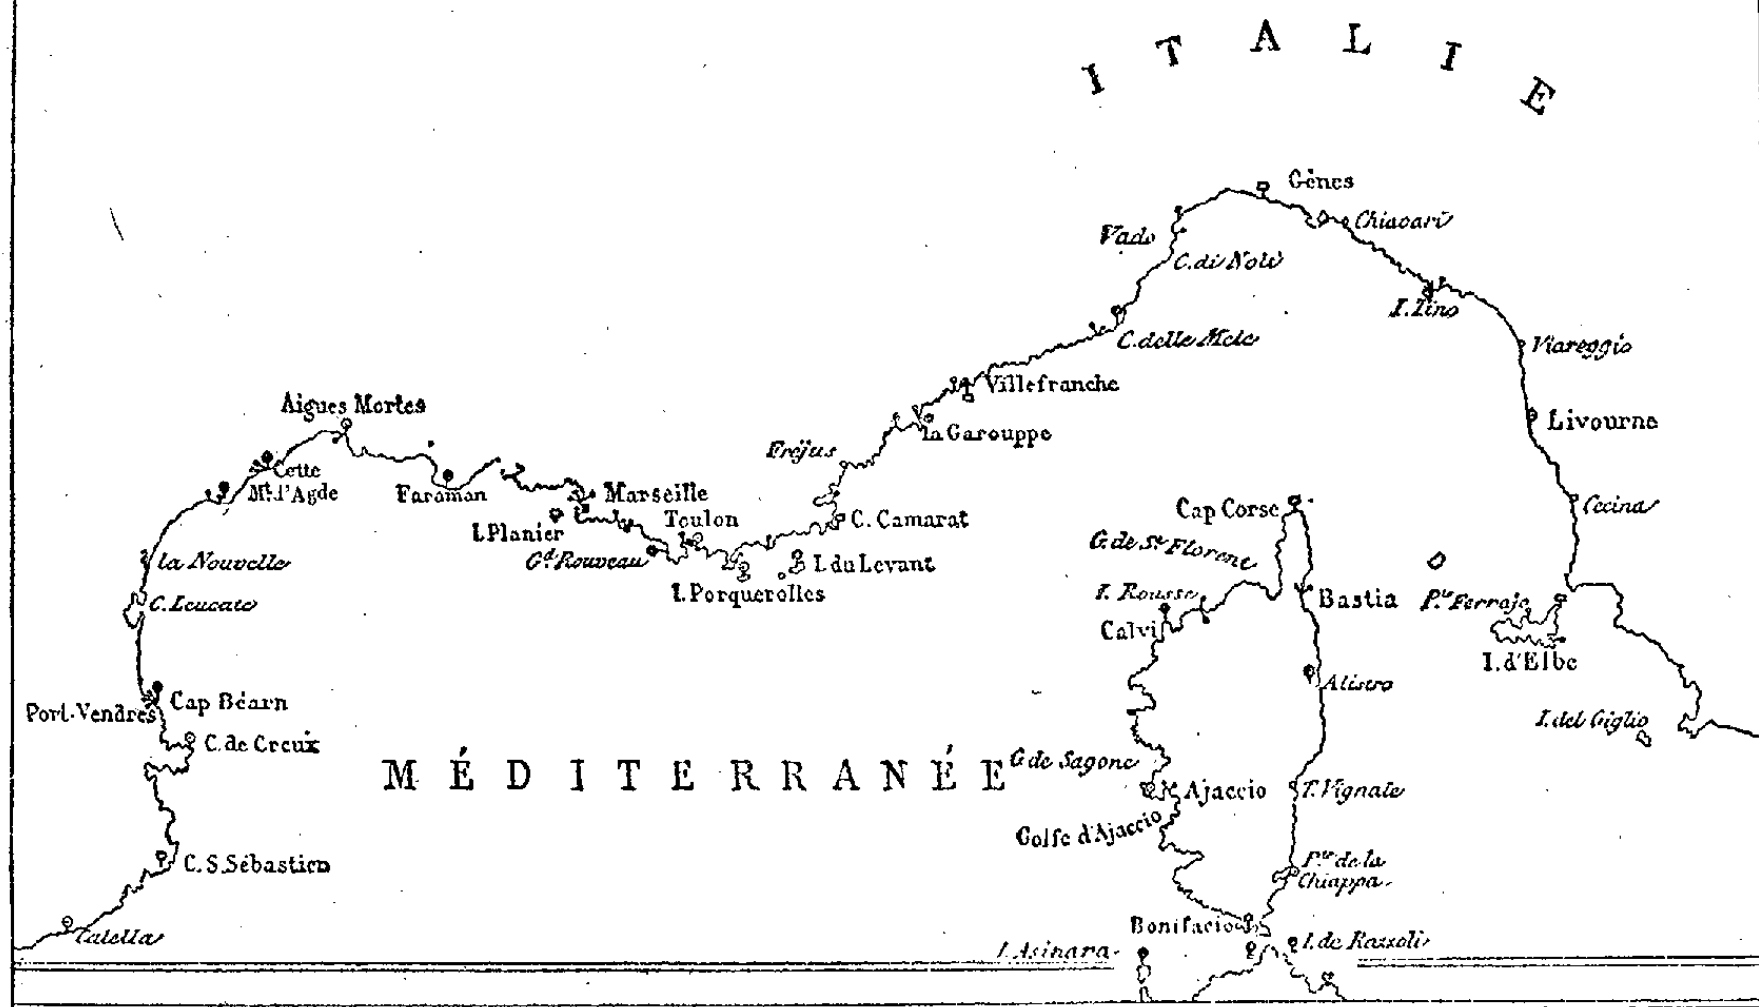 ITALIE
Gênes
Chiavari
Vado
C. di Noli
I. Tino
C. delle Mele
Viareggio
Villefranche
Aigues Mortes
Livourne
la Garouppe
Fréjus
Cette
Mt. d'Agde
Faraman
Marseille
Cecina
Cap Corse
Toulon
C. Camarat
I. Planier
G. de St. Florent
Gd. Rouveau
I. du Levant
la Nouvelle
I. Porquerolles
I. Rousse
Bastia
Pto. Ferrajo
C. Leucate
Calvi
I. d'Elbe
Alistro
Cap Béarn
Port-Vendres
I. del Giglio
C. de Creux
MÉDITERRANÉE
G. de Sagone
Ajaccio
T. Vignale
Golfe d'Ajaccio
C. S. Sébastien
Pte. de la
Chiappa
Bonifacio
Calella
I. Asinara
I. de Razzoli